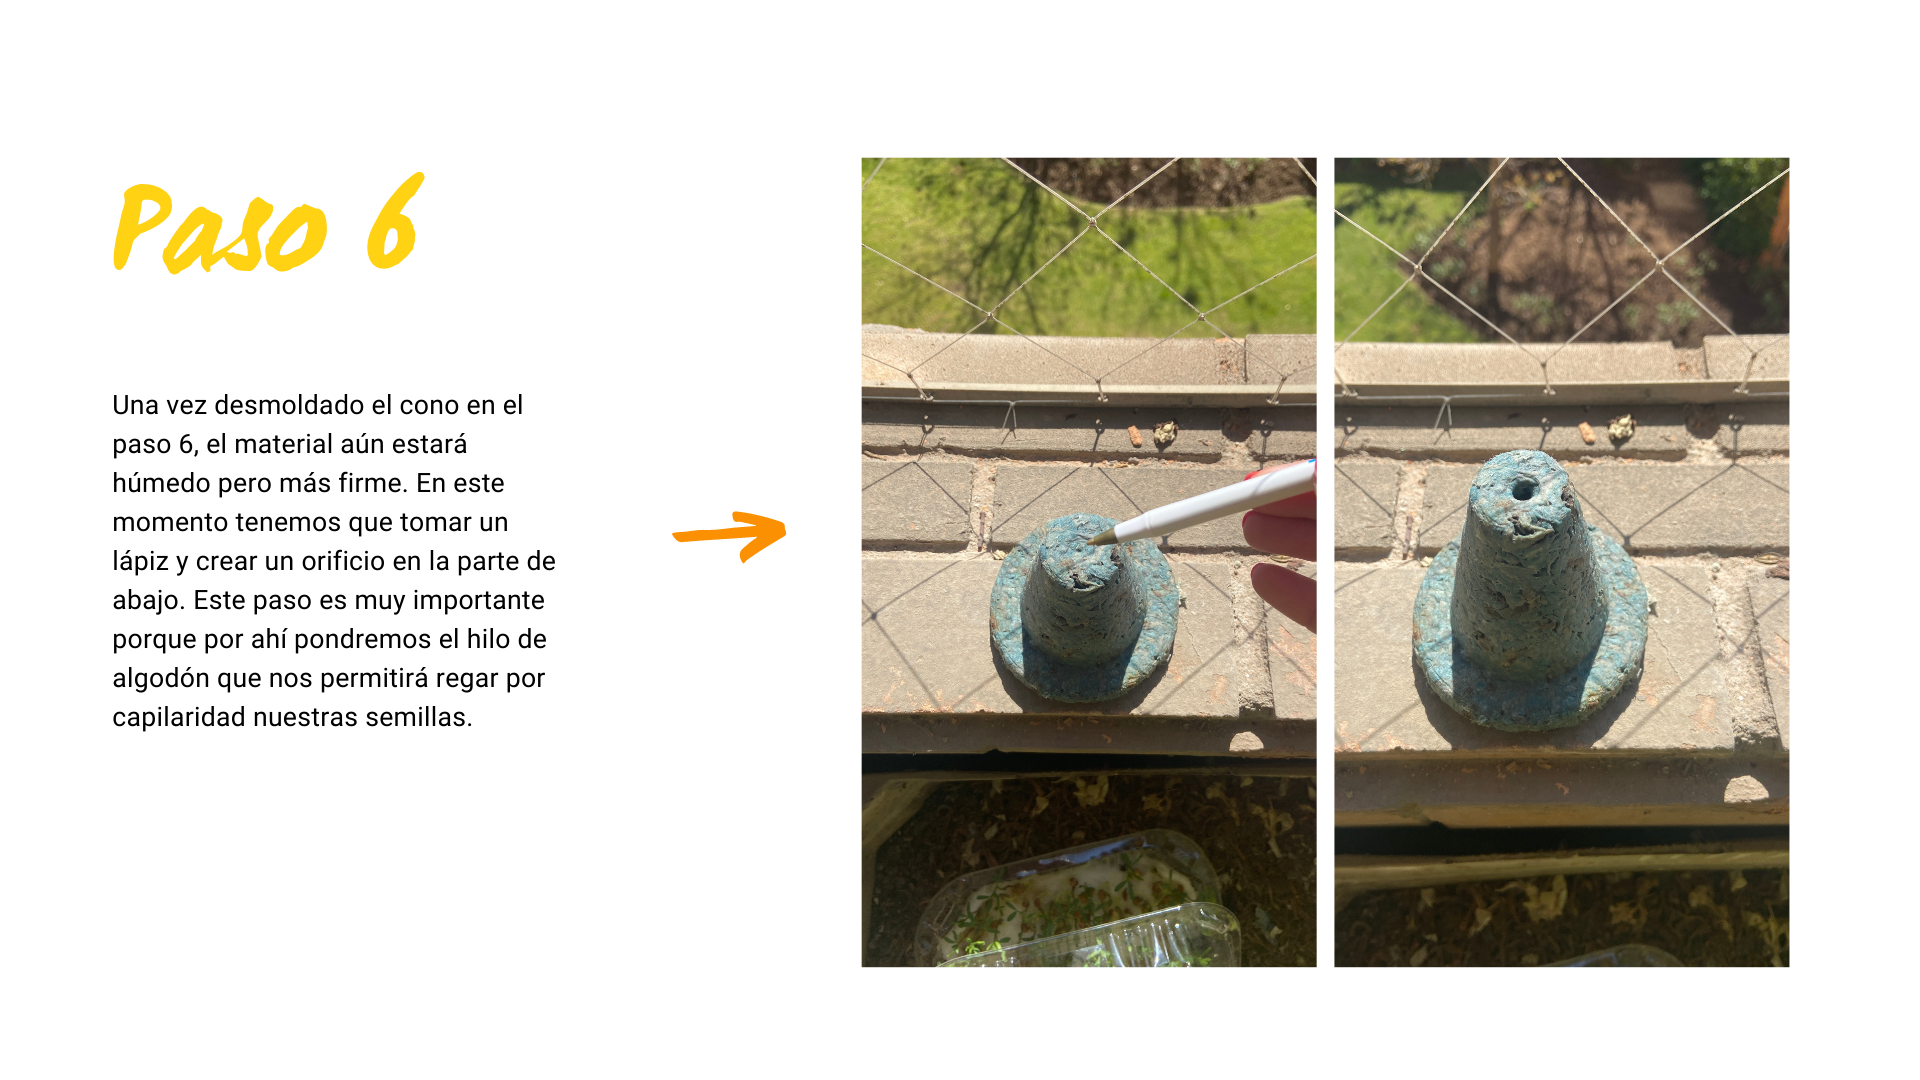 Paso 6
Una vez desmoldado el cono en el
paso 6, el material aún estará
húmedo pero más firme. En este
momento tenemos que tomar un
lápiz y crear un orificio en la parte de
abajo. Este paso es muy importante
porque por ahí pondremos el hilo de
algodón que nos permitirá regar por
capilaridad nuestras semillas.